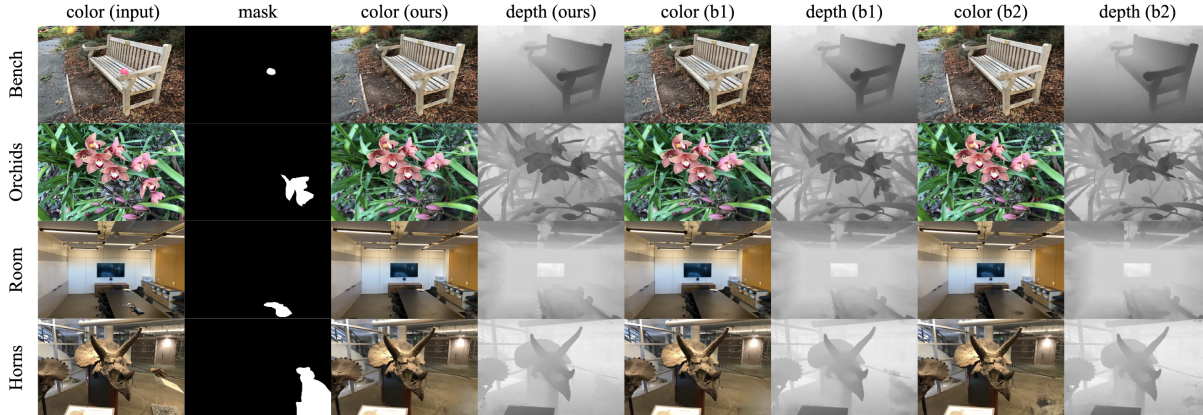 color (input) mask color (ours) depth (ours) color (b1) depth (b1) color (b2) depth (b2)
Bench
Orchids
Room
Horns